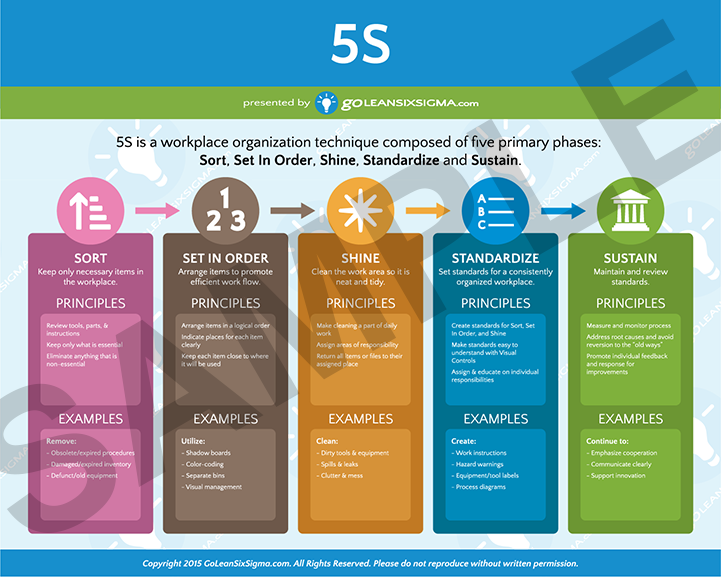 5S
presented by goLEANSIXSIGMA.com
5S is a workplace organization technique composed of five primary phases:
Sort, Set In Order, Shine, Standardize and Sustain.
1
2 3
A
B
C
SORT
Keep only necessary items in
the workplace.
PRINCIPLES
Review tools, parts, &
instructions
Keep only what is essential
Eliminate anything that is
non-essential
EXAMPLES
Remove:
- Obsolete/expired procedures
- Damaged/expired inventory
- Defunct/old equipment
SET IN ORDER
Arrange items to promote
efficient work flow.
PRINCIPLES
Arrange items in a logical order
Indicate places for each item
clearly
Keep each item close to where
it will be used
EXAMPLES
Utilize:
- Shadow boards
- Color-coding
- Separate bins
- Visual management
SHINE
Clean the work area so it is
neat and tidy.
PRINCIPLES
Make cleaning a part of daily
work
Assign areas of responsibility
Return all items or files to their
assigned place
EXAMPLES
Clean:
- Dirty tools & equipment
- Spills & leaks
- Clutter & mess
STANDARDIZE
Set standards for a consistently
organized workplace.
PRINCIPLES
Create standards for Sort, Set
In Order, and Shine
Make standards easy to
understand with Visual
Controls
Assign & educate on individual
responsibilities
EXAMPLES
Create:
- Work instructions
- Hazard warnings
- Equipment/tool labels
- Process diagrams
SUSTAIN
Maintain and review
standards.
PRINCIPLES
Measure and monitor process
Address root causes and avoid
reversion to the "old ways"
Promote individual feedback
and response for
improvements
EXAMPLES
Continue to:
- Emphasize cooperation
- Communicate clearly
- Support innovation
SAMPLE
Copyright 2015 GoLeanSixSigma.com. All Rights Reserved. Please do not reproduce without written permission.